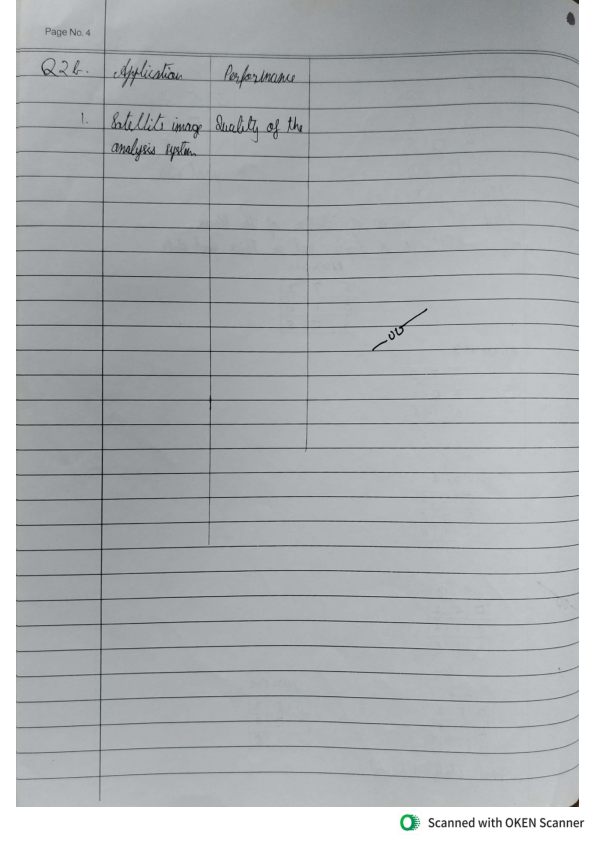 Page No. 4
Q2b. Application Performance
1. Satellite image Quality of the
analysis system
Scanned with OKEN Scanner